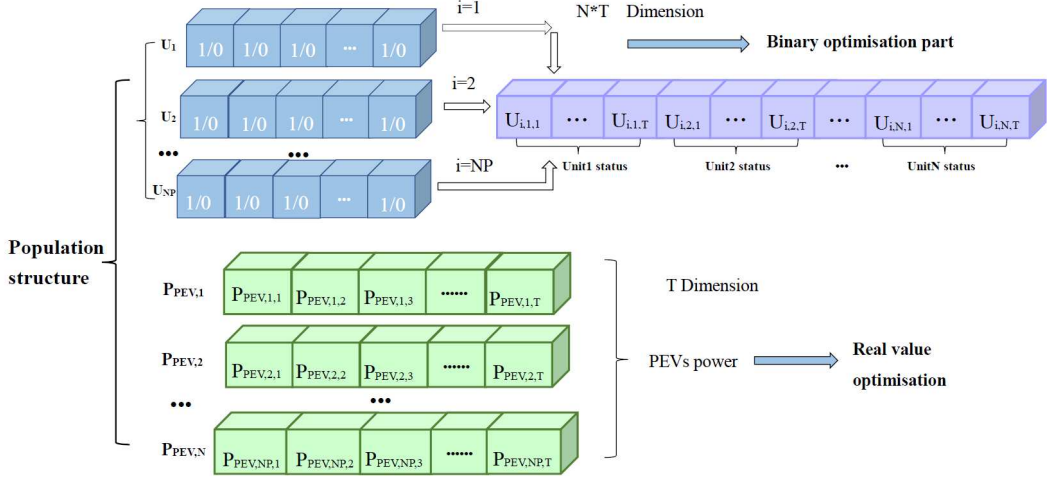 i=1
N*T Dimension
U1
1/0 1/0 1/0 ... 1/0
Binary optimisation part
U2
1/0 1/0 1/0 ... 1/0
i=2
Ui,1,1 ... Ui,1,T Ui,2,1 ... Ui,2,T ... Ui,N,1 ... Ui,N,T
Unit1 status Unit2 status ... UnitN status
... ...
UNP
1/0 1/0 1/0 ... 1/0
i=NP
Population
structure
PPEV,1
PPEV,1,1 PPEV,1,2 PPEV,1,3 ...... PPEV,1,T
T Dimension
PPEV,2
PPEV,2,1 PPEV,2,2 PPEV,2,3 ...... PPEV,2,T
PEVs power
Real value
optimisation
... ...
PPEV,N
PPEV,NP,1 PPEV,NP,2 PPEV,NP,3 ...... PPEV,NP,T